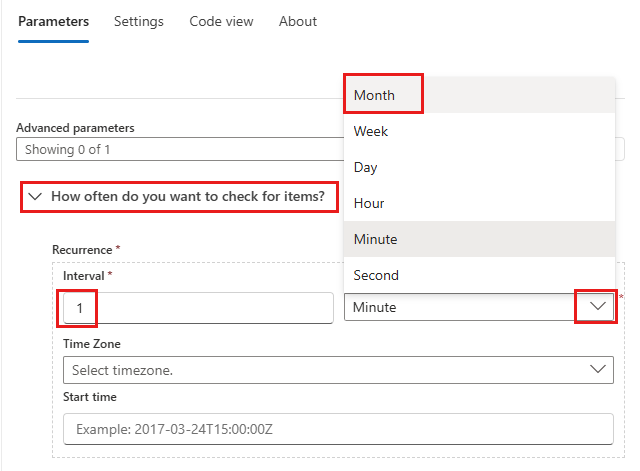 Parameters Settings Code view About
Month
Advanced parameters
Showing 0 of 1
Week
Day
How often do you want to check for items?
Hour
Minute
Recurrence *
Second
Interval *
1
Minute
*
Time Zone
Select timezone.
Start time
Example: 2017-03-24T15:00:00Z